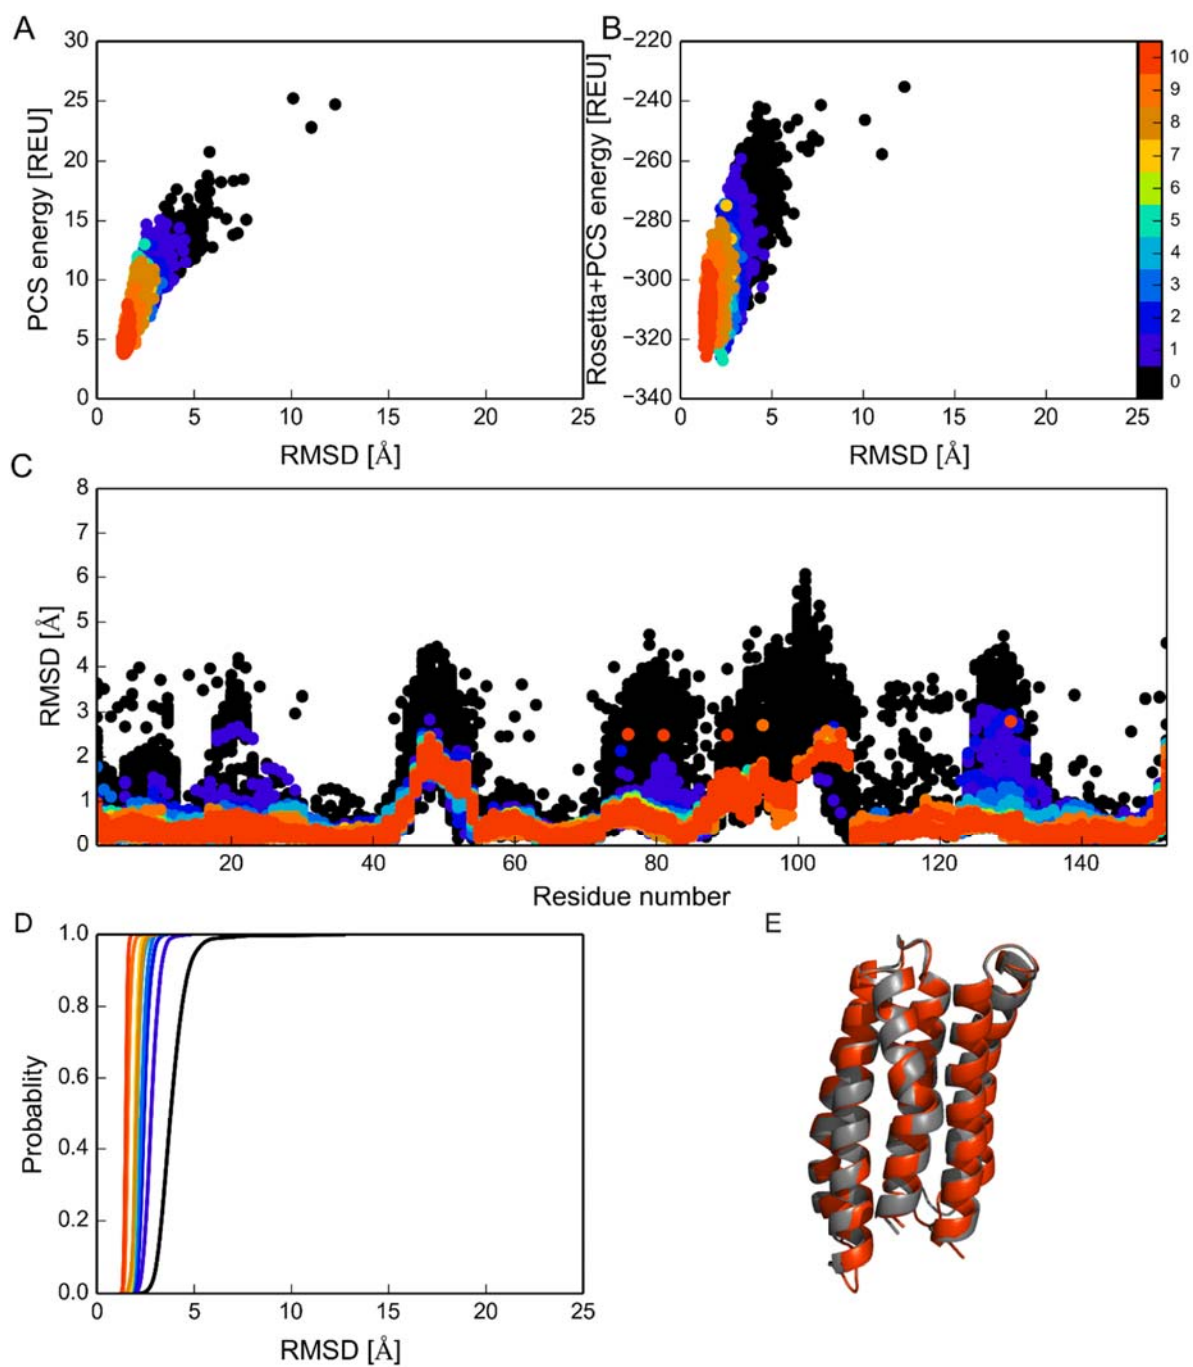 A
30
25
20
15
10
5
0
PCS energy [REU]
0 5 10 15 20 25
RMSD [Å]
B
−220
−240
−260
−280
−300
−320
−340
Rosetta+PCS energy [REU]
0 5 10 15 20 25
RMSD [Å]
10
9
8
7
6
5
4
3
2
1
0
C
8
7
6
5
4
3
2
1
0
RMSD [Å]
20 40 60 80 100 120 140
Residue number
D
1.0
0.8
0.6
0.4
0.2
0.0
Probablity
0 5 10 15 20 25
RMSD [Å]
E